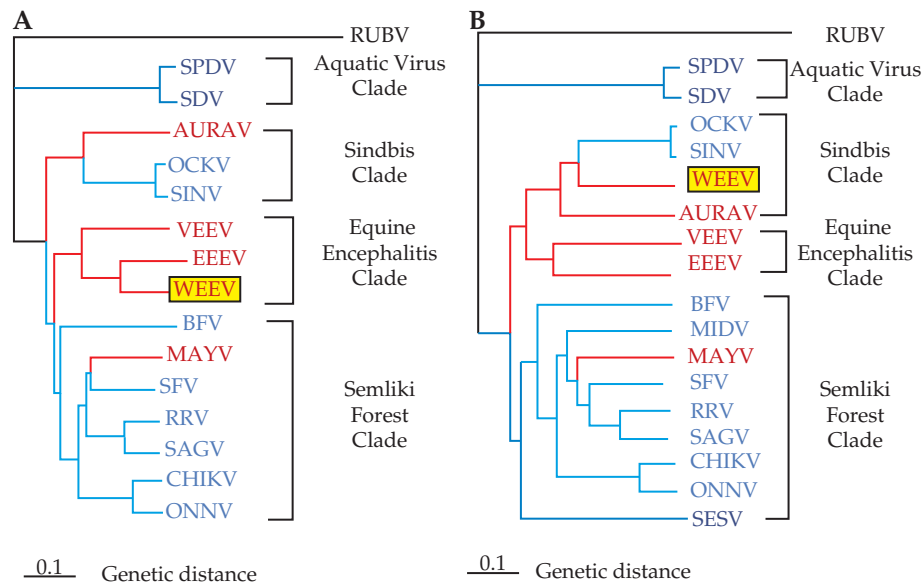 A
RUBV
SPDV
SDV
Aquatic Virus
Clade
AURAV
OCKV
SINV
Sindbis
Clade
VEEV
EEEV
WEEV
Equine
Encephalitis
Clade
BFV
MAYV
SFV
RRV
SAGV
CHIKV
ONNV
Semliki
Forest
Clade
0.1
Genetic distance
B
RUBV
SPDV
SDV
Aquatic Virus
Clade
OCKV
SINV
WEEV
AURAV
Sindbis
Clade
VEEV
EEEV
Equine
Encephalitis
Clade
BFV
MIDV
MAYV
SFV
RRV
SAGV
CHIKV
ONNV
SESV
Semliki
Forest
Clade
0.1
Genetic distance